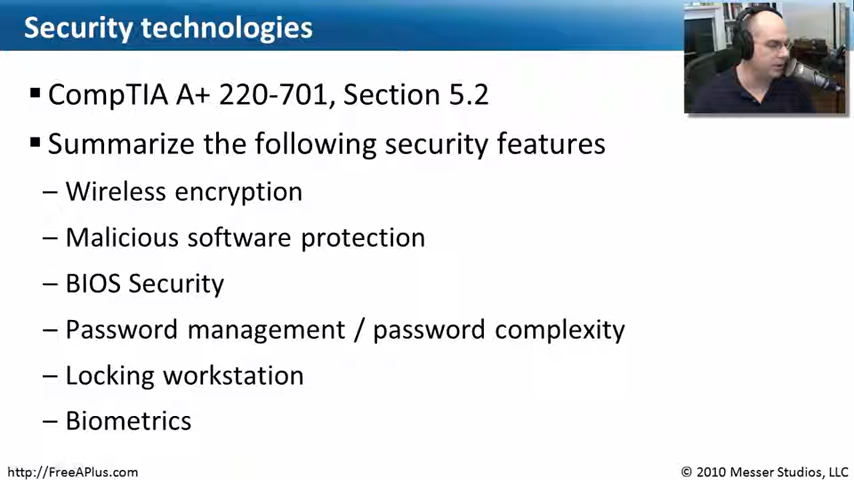 Security technologies
▪ CompTIA A+ 220-701, Section 5.2
▪ Summarize the following security features
– Wireless encryption
– Malicious software protection
– BIOS Security
– Password management / password complexity
– Locking workstation
– Biometrics
http://FreeAPlus.com
© 2010 Messer Studios, LLC